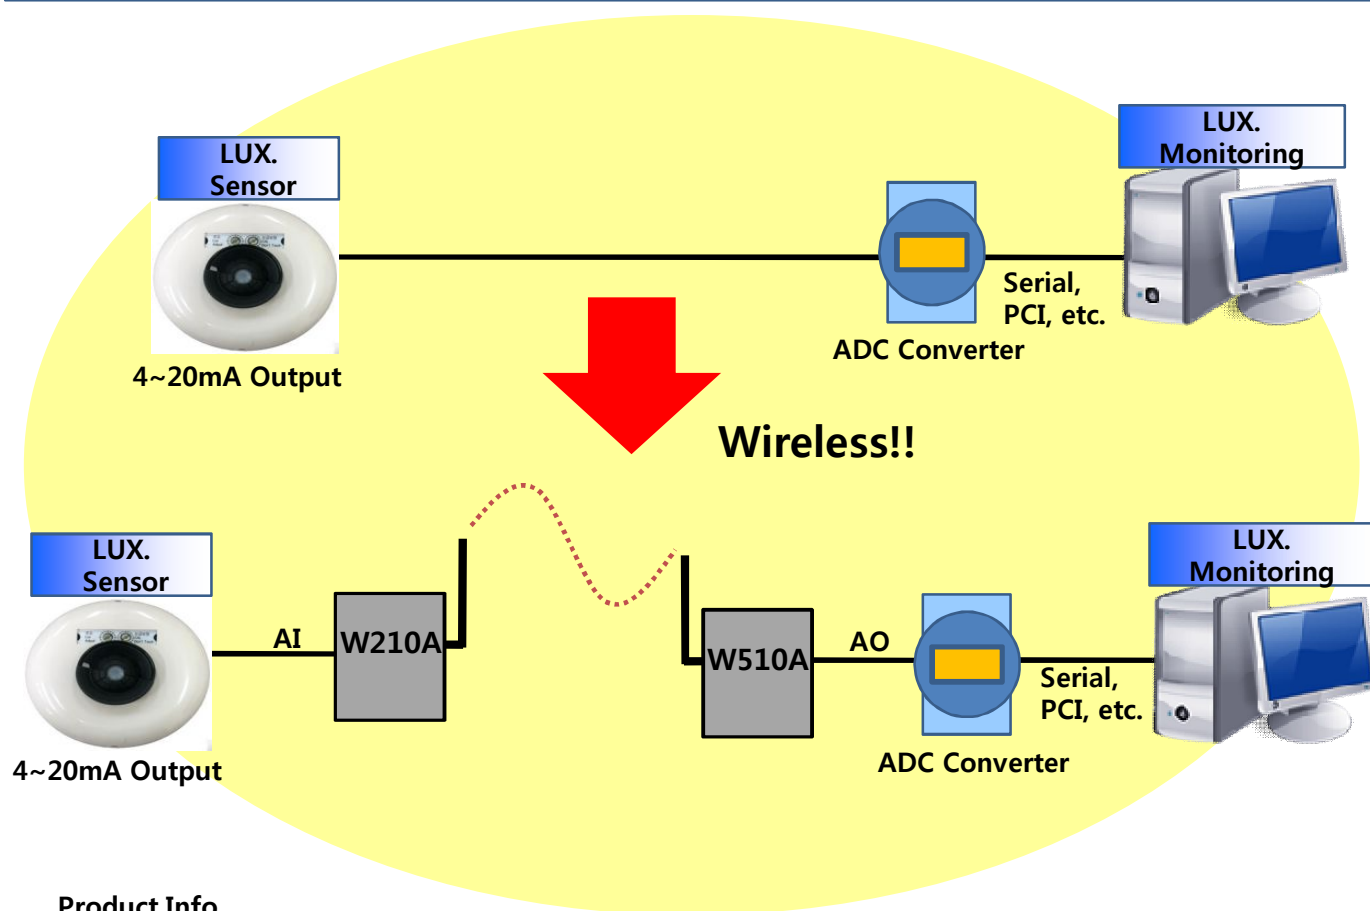 LUX.
Sensor
4~20mA Output
LUX.
Monitoring
Serial,
PCI, etc.
ADC Converter
Wireless!!
LUX.
Sensor
4~20mA Output
AI
W210A
W510A
AO
ADC Converter
Serial,
PCI, etc.
LUX.
Monitoring
Product Info